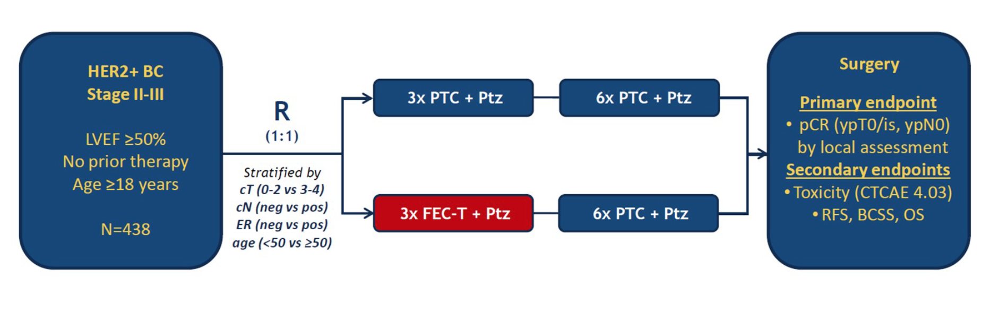 HER2+ BC
Stage II-III
LVEF ≥50%
No prior therapy
Age ≥18 years
N=438
R
(1:1)
Stratified by
cT (0-2 vs 3-4)
cN (neg vs pos)
ER (neg vs pos)
age (<50 vs ≥50)
3x PTC + Ptz
6x PTC + Ptz
3x FEC-T + Ptz
6x PTC + Ptz
Surgery
Primary endpoint
• pCR (ypT0/is, ypN0)
by local assessment
Secondary endpoints
• Toxicity (CTCAE 4.03)
• RFS, BCSS, OS